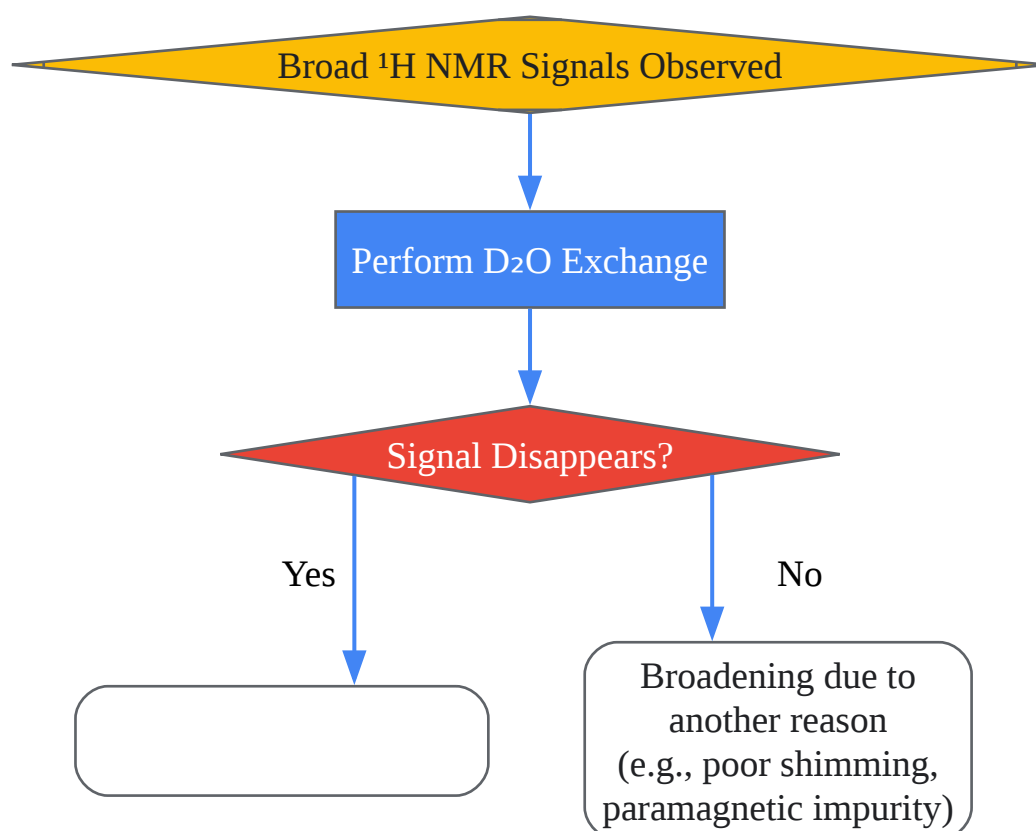 Broad ¹H NMR Signals Observed
Perform D₂O Exchange
Signal Disappears?
Yes
No
Broadening due to
another reason
(e.g., poor shimming,
paramagnetic impurity)